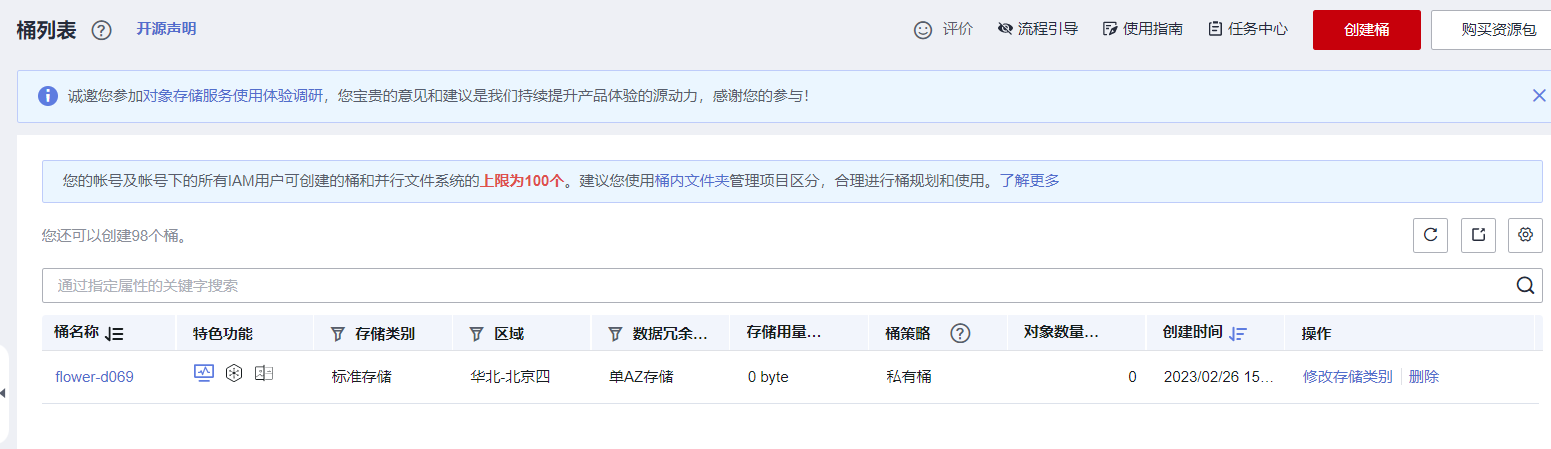 桶列表 开源声明 评价 流程引导 使用指南 任务中心 创建桶 购买资源包
诚邀您参加对象存储服务使用体验调研，您宝贵的意见和建议是我们持续提升产品体验的源动力，感谢您的参与！
您的帐号及帐号下的所有IAM用户可创建的桶和并行文件系统的上限为100个。建议您使用桶内文件夹管理项目区分，合理进行桶规划和使用。了解更多
您还可以创建98个桶。
通过指定属性的关键字搜索
桶名称 特色功能 存储类别 区域 数据冗余... 存储用量... 桶策略 对象数量... 创建时间 操作
flower-d069 标准存储 华北-北京四 单AZ存储 0 byte 私有桶 0 2023/02/26 15... 修改存储类别 删除